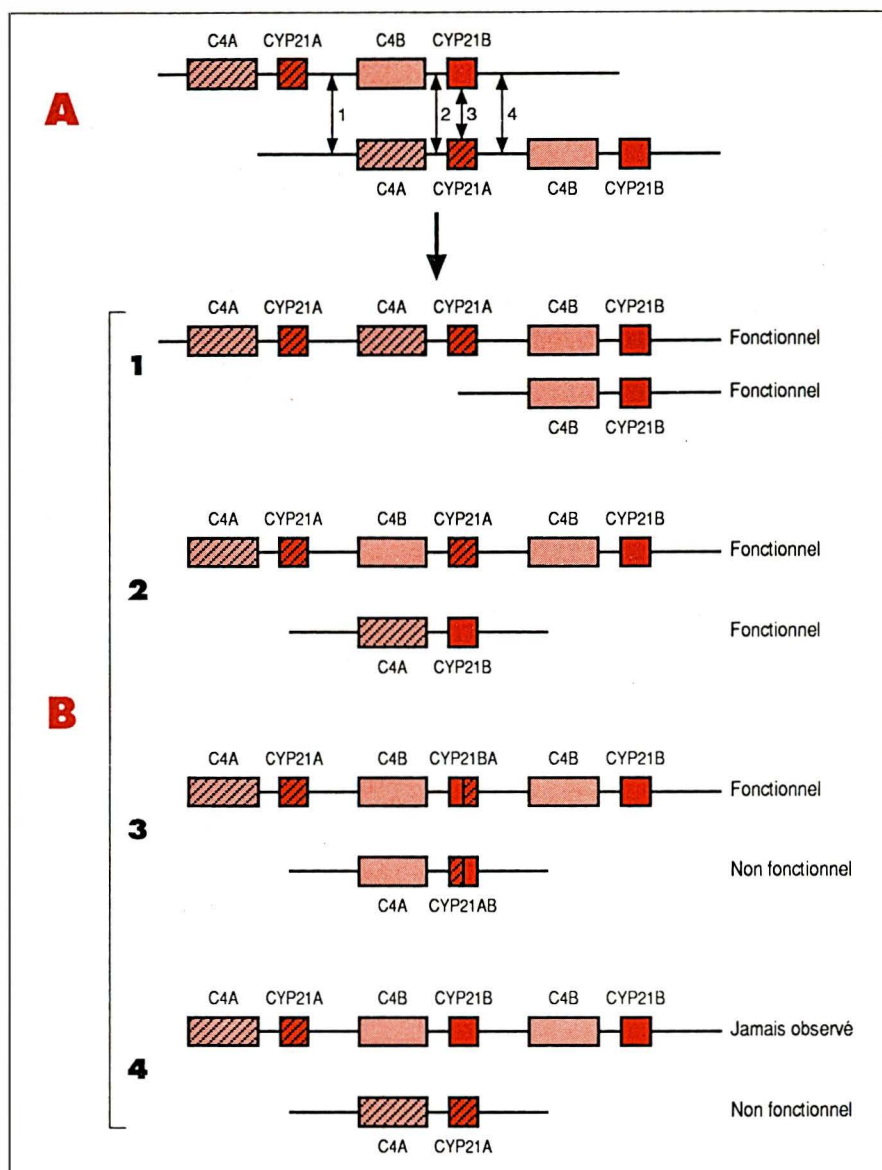 C4A CYP21A C4B CYP21B
A
1 2 3 4
C4A CYP21A C4B CYP21B
B
1
C4A CYP21A C4A CYP21A C4B CYP21B
Fonctionnel
Fonctionnel
C4B CYP21B
2
C4A CYP21A C4B CYP21A C4B CYP21B
Fonctionnel
Fonctionnel
C4A CYP21B
3
C4A CYP21A C4B CYP21BA C4B CYP21B
Fonctionnel
Non fonctionnel
C4A CYP21AB
4
C4A CYP21A C4B CYP21B C4B CYP21B
Jamais observé
Non fonctionnel
C4A CYP21A